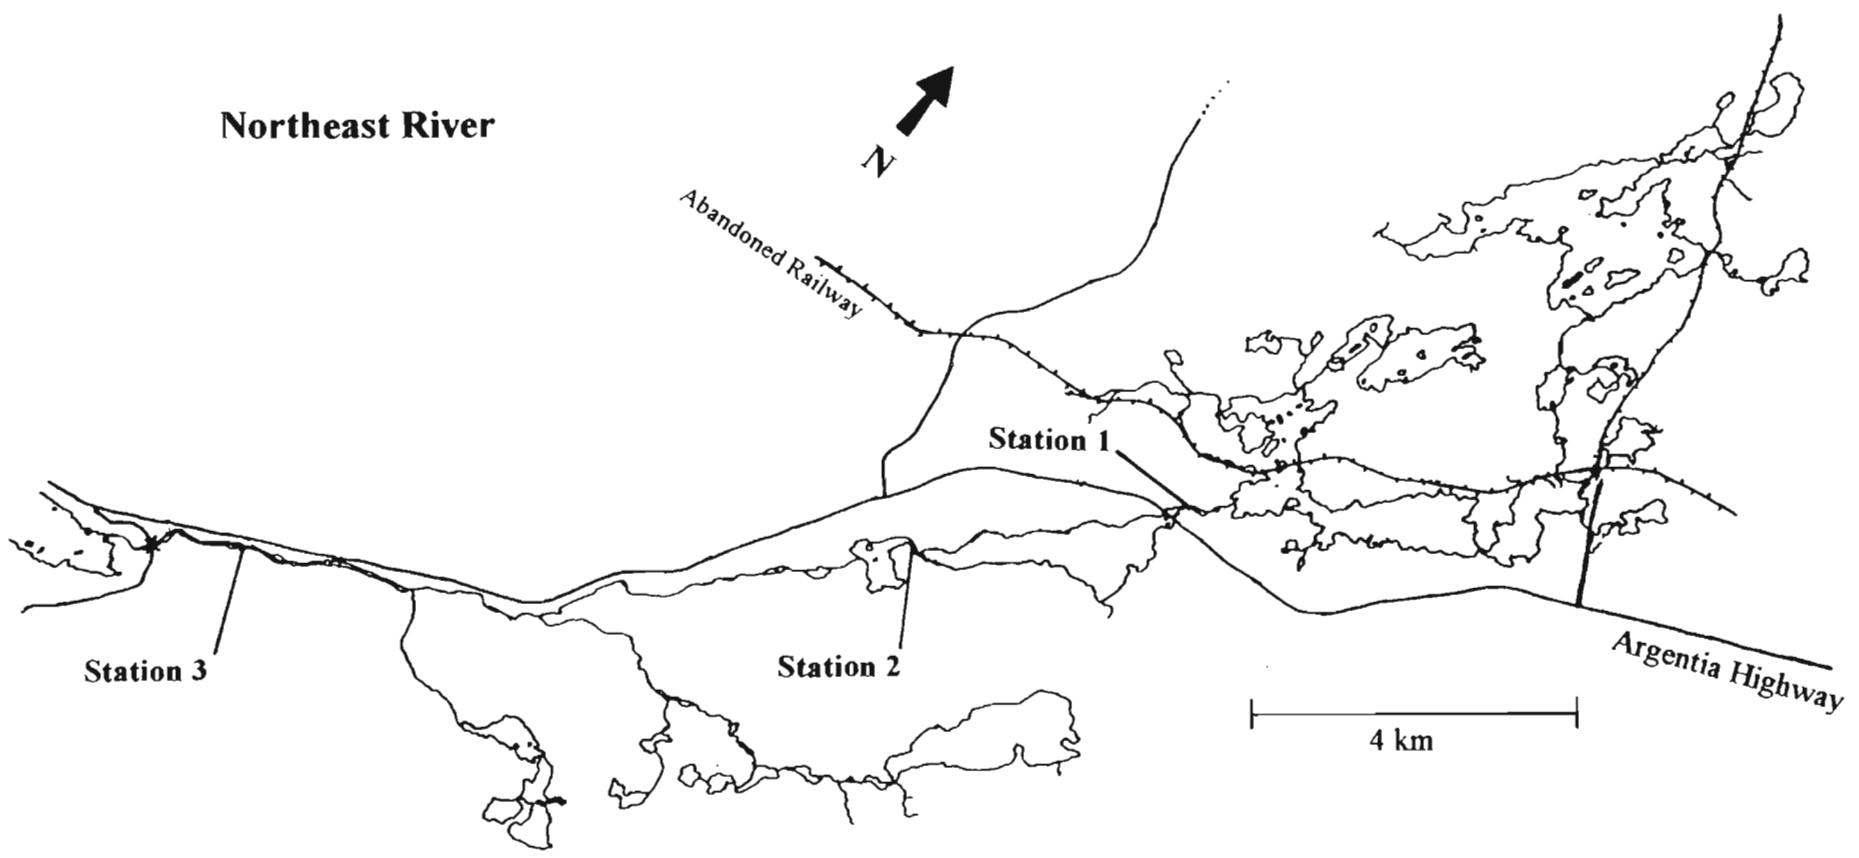 Northeast River
N
Abandoned Railway
Station 1
Station 3
Station 2
Argentia Highway
4 km